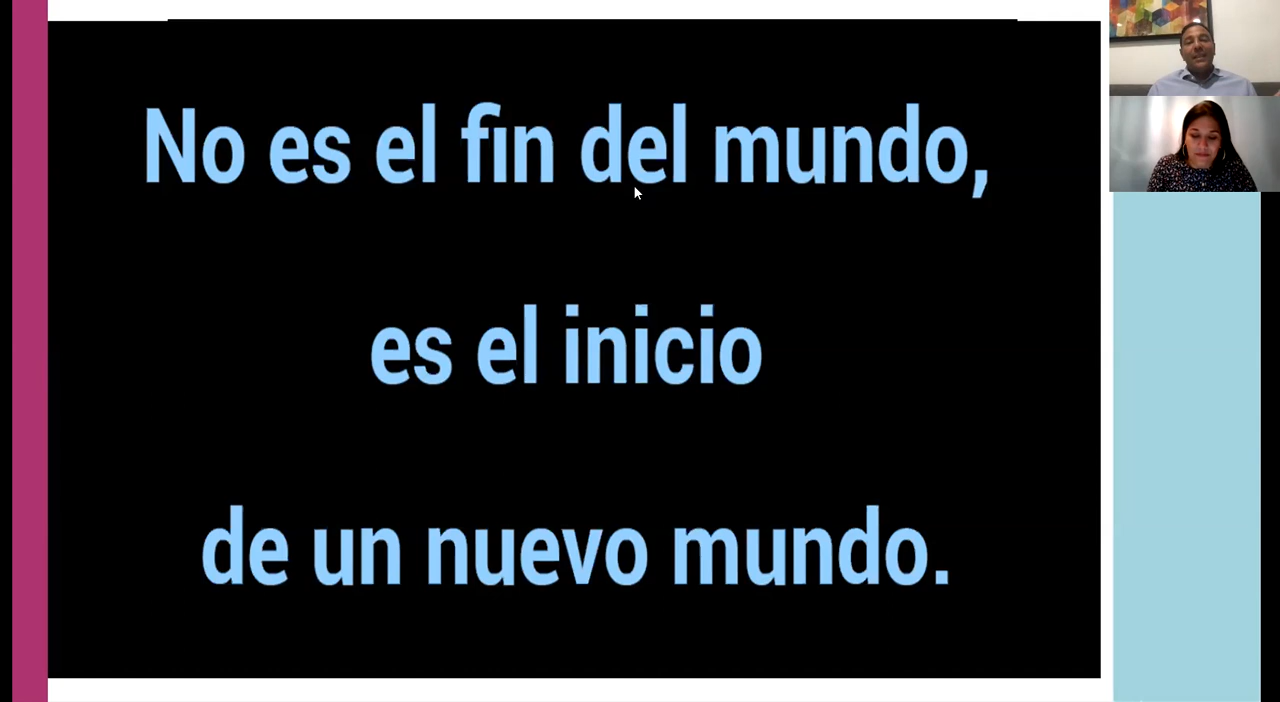 No es el fin del mundo,
es el inicio
de un nuevo mundo.